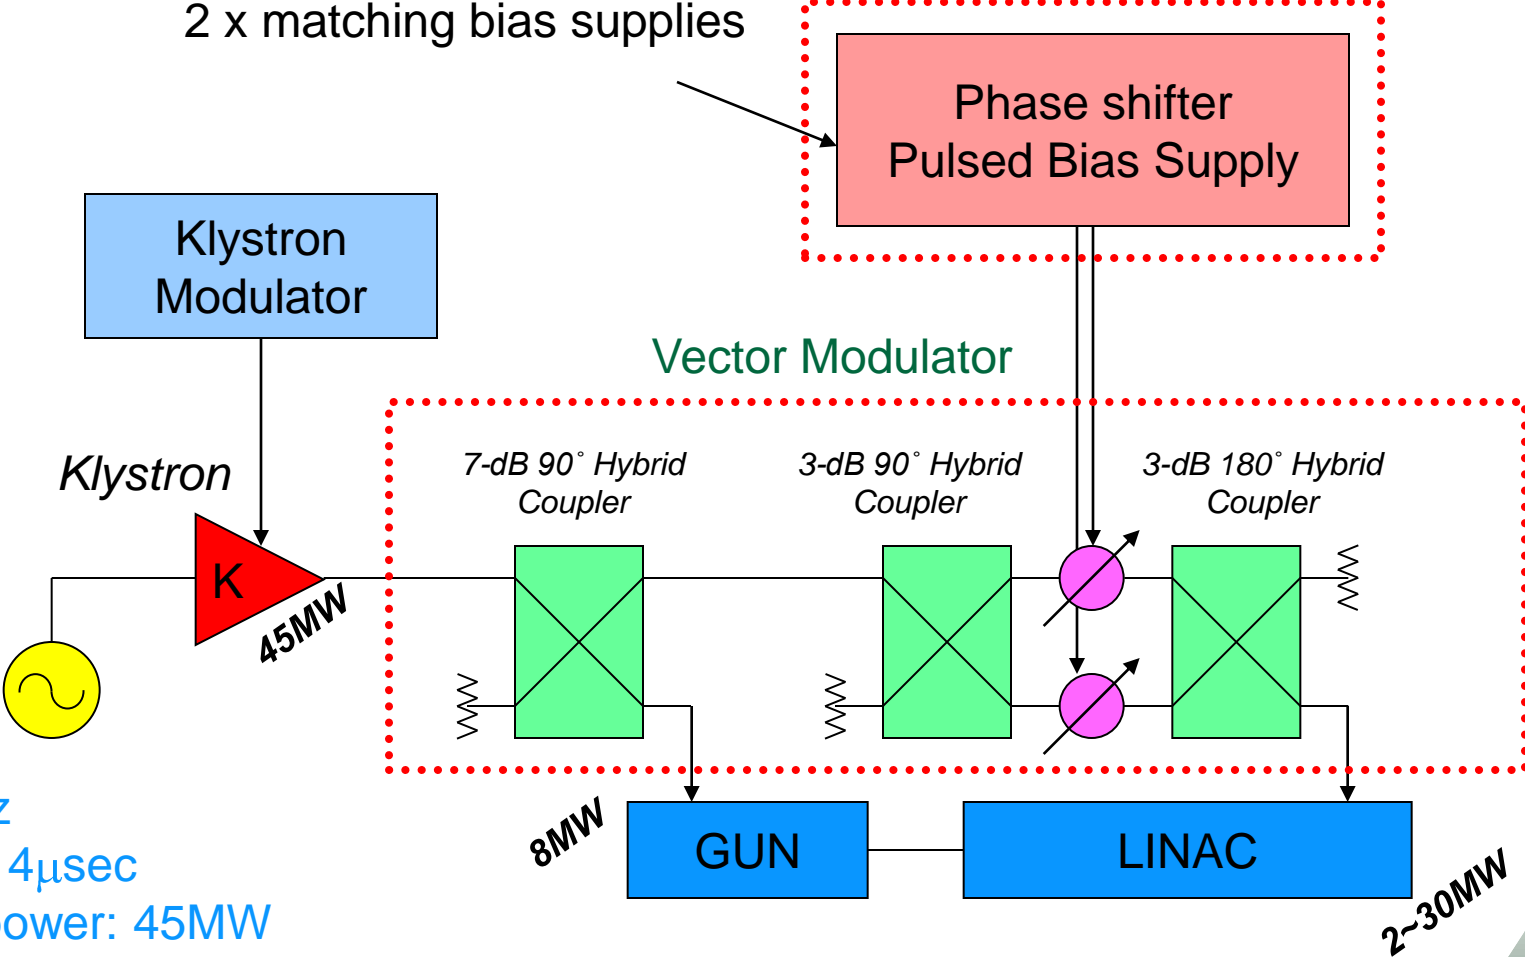 2 x matching bias supplies
Phase shifter
Pulsed Bias Supply
Klystron
Modulator
Vector Modulator
Klystron
7-dB 90˚ Hybrid
Coupler
3-dB 90˚ Hybrid
Coupler
3-dB 180˚ Hybrid
Coupler
K
45MW
8MW
GUN
LINAC
2~30MW
z
4μsec
power: 45MW